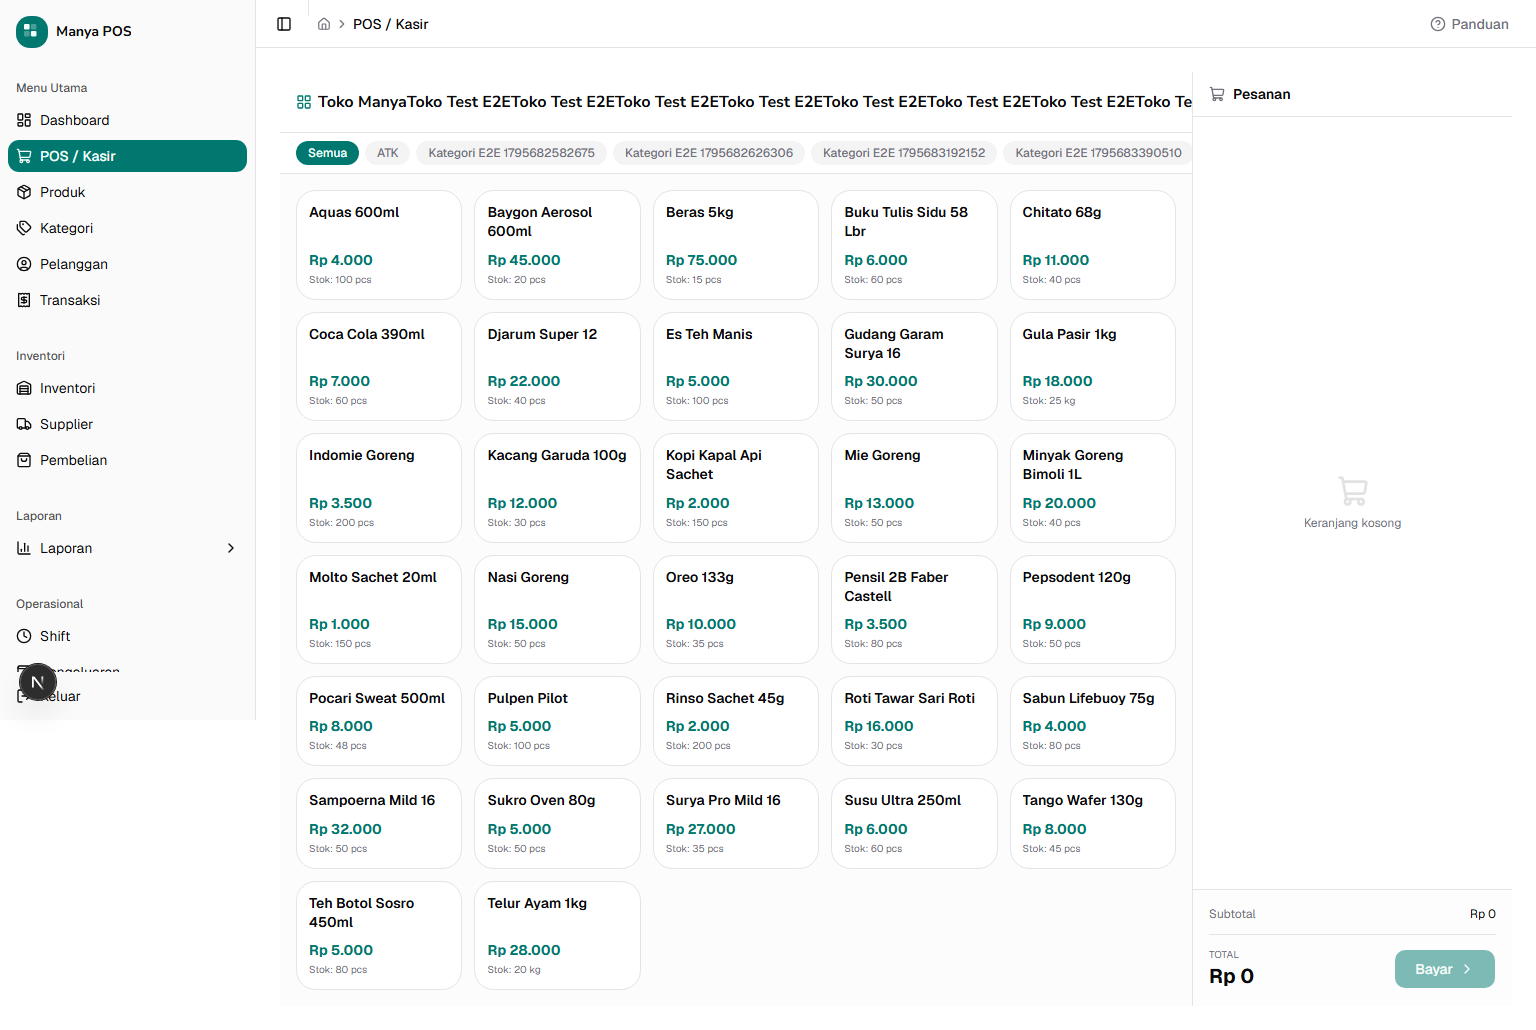 Manya POS
Menu Utama
Dashboard
POS / Kasir
Produk
Kategori
Pelanggan
Transaksi
Inventori
Inventori
Supplier
Pembelian
Laporan
Laporan
Operasional
Shift
N
POS / Kasir
Panduan
Toko ManyaToko Test E2EToko Test E2EToko Test E2EToko Test E2EToko Test E2EToko Test E2EToko Test E2EToko Te
Semua
ATK
Kategori E2E 1795682582675
Kategori E2E 1795682626306
Kategori E2E 1795683192152
Kategori E2E 1795683390510
Aquas 600ml
Rp 4.000
Stok: 100 pcs
Baygon Aerosol
600ml
Rp 45.000
Stok: 20 pcs
Beras 5kg
Rp 75.000
Stok: 15 pcs
Buku Tulis Sidu 58
Lbr
Rp 6.000
Stok: 60 pcs
Chitato 68g
Rp 11.000
Stok: 40 pcs
Coca Cola 390ml
Rp 7.000
Stok: 60 pcs
Djarum Super 12
Rp 22.000
Stok: 40 pcs
Es Teh Manis
Rp 5.000
Stok: 100 pcs
Gudang Garam
Surya 16
Rp 30.000
Stok: 50 pcs
Gula Pasir 1kg
Rp 18.000
Stok: 25 kg
Indomie Goreng
Rp 3.500
Stok: 200 pcs
Kacang Garuda 100g
Rp 12.000
Stok: 30 pcs
Kopi Kapal Api
Sachet
Rp 2.000
Stok: 150 pcs
Mie Goreng
Rp 13.000
Stok: 50 pcs
Minyak Goreng
Bimoli 1L
Rp 20.000
Stok: 40 pcs
Molto Sachet 20ml
Rp 1.000
Stok: 150 pcs
Nasi Goreng
Rp 15.000
Stok: 50 pcs
Oreo 133g
Rp 10.000
Stok: 35 pcs
Pensil 2B Faber
Castell
Rp 3.500
Stok: 80 pcs
Pepsodent 120g
Rp 9.000
Stok: 50 pcs
Pocari Sweat 500ml
Rp 8.000
Stok: 48 pcs
Pulpen Pilot
Rp 5.000
Stok: 100 pcs
Rinso Sachet 45g
Rp 2.000
Stok: 200 pcs
Roti Tawar Sari Roti
Rp 16.000
Stok: 30 pcs
Sabun Lifebuoy 75g
Rp 4.000
Stok: 80 pcs
Sampoerna Mild 16
Rp 32.000
Stok: 50 pcs
Sukro Oven 80g
Rp 5.000
Stok: 50 pcs
Surya Pro Mild 16
Rp 27.000
Stok: 35 pcs
Susu Ultra 250ml
Rp 6.000
Stok: 60 pcs
Tango Wafer 130g
Rp 8.000
Stok: 45 pcs
Teh Botol Sosro
450ml
Rp 5.000
Stok: 80 pcs
Telur Ayam 1kg
Rp 28.000
Stok: 20 kg
Pesanan
Keranjang kosong
Subtotal
Rp 0
TOTAL
Rp 0
Bayar